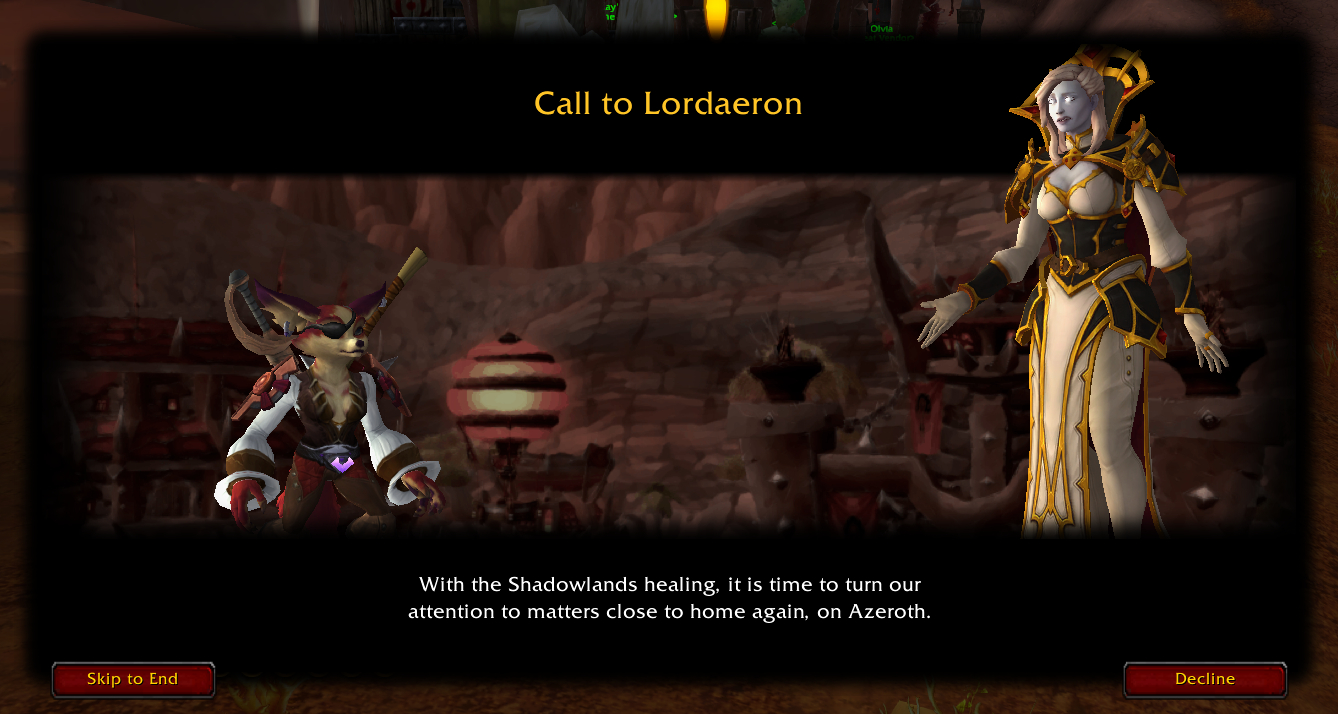 Olvia
Call to Lordaeron
With the Shadowlands healing, it is time to turn our
attention to matters close to home again, on Azeroth.
Skip to End
Decline